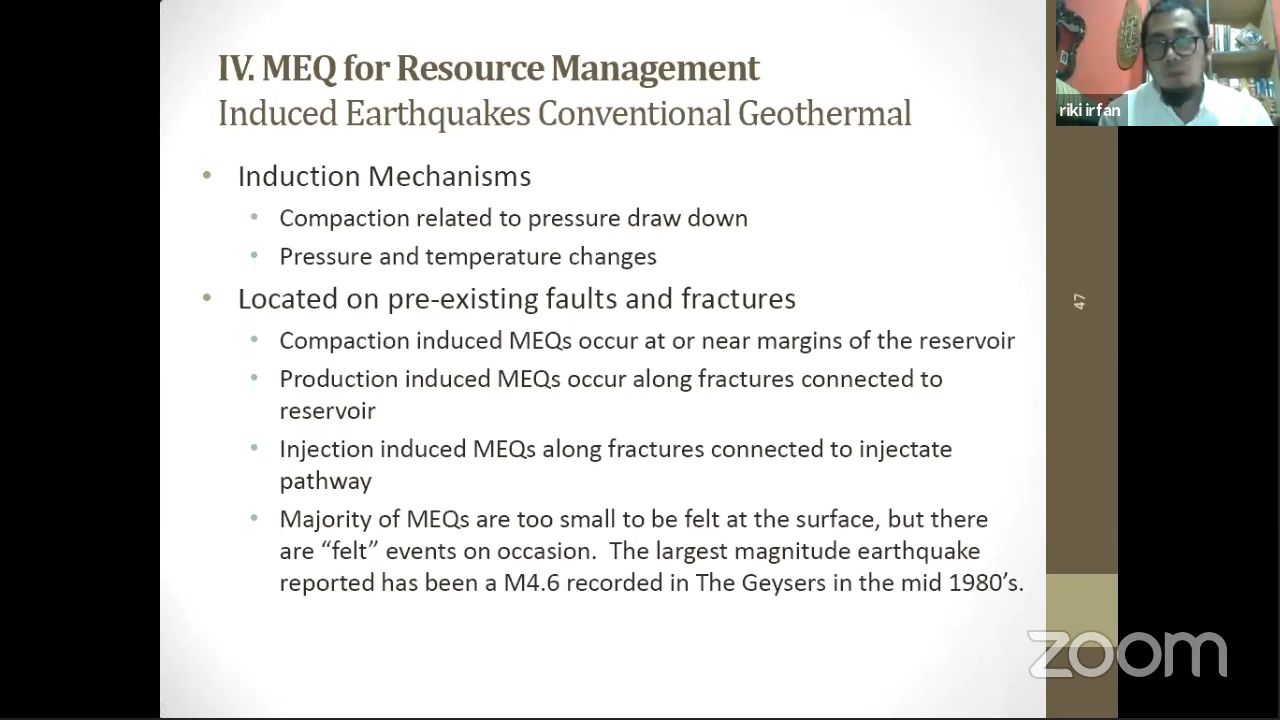 IV. MEQ for Resource Management
Induced Earthquakes Conventional Geothermal
• Induction Mechanisms
• Compaction related to pressure draw down
• Pressure and temperature changes
• Located on pre-existing faults and fractures
• Compaction induced MEQs occur at or near margins of the reservoir
• Production induced MEQs occur along fractures connected to
reservoir
• Injection induced MEQs along fractures connected to injectate
pathway
• Majority of MEQs are too small to be felt at the surface, but there
are “felt” events on occasion.  The largest magnitude earthquake
reported has been a M4.6 recorded in The Geysers in the mid 1980’s.
riki irfan
47
zoom